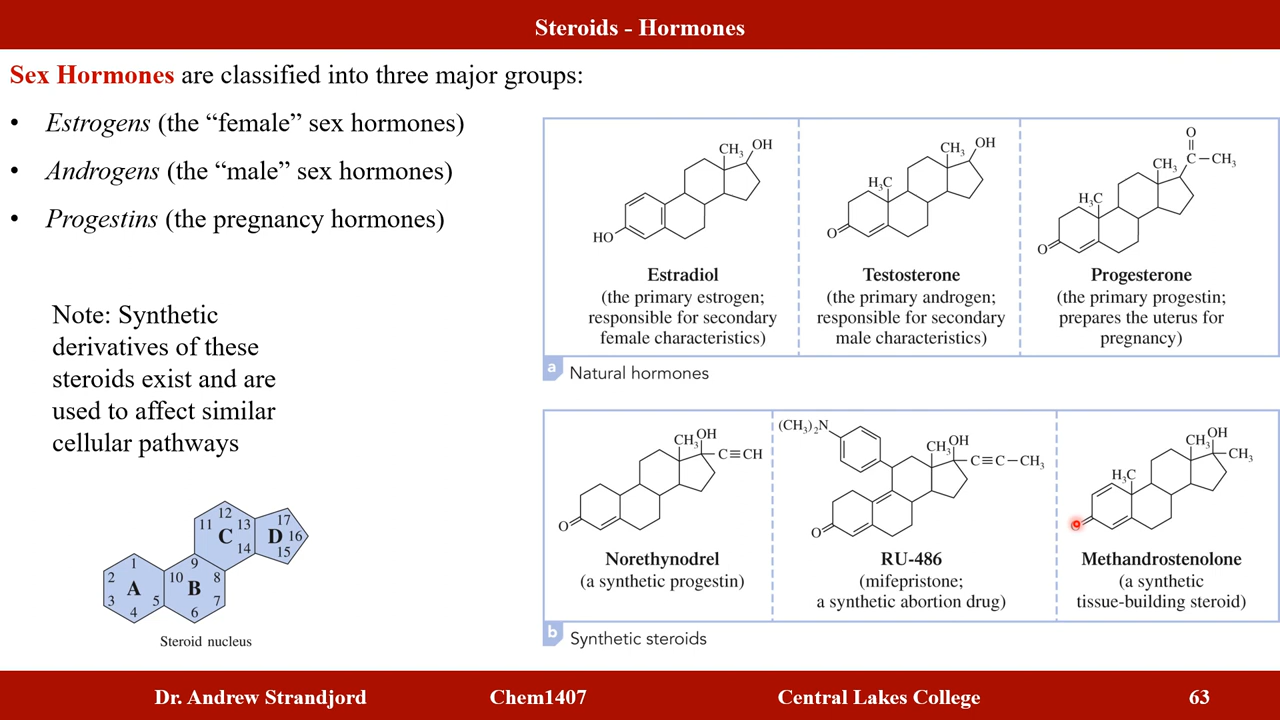 Steroids - Hormones
Sex Hormones are classified into three major groups:
• Estrogens (the “female” sex hormones)
• Androgens (the “male” sex hormones)
• Progestins (the pregnancy hormones)
Note: Synthetic
derivatives of these
steroids exist and are
used to affect similar
cellular pathways
1
2
3
4
5
6
7
8
9
10
11
12
13
14
15
16
17
A
B
C
D
Steroid nucleus
CH₃
OH
HO
Estradiol
(the primary estrogen;
responsible for secondary
female characteristics)
CH₃
OH
H₃C
O
Testosterone
(the primary androgen;
responsible for secondary
male characteristics)
O
CH₃
C−CH₃
H₃C
O
Progesterone
(the primary progestin;
prepares the uterus for
pregnancy)
a Natural hormones
OH
CH₃
C≡CH
O
Norethynodrel
(a synthetic progestin)
(CH₃)₂N
OH
CH₃
C≡C−CH₃
O
RU-486
(mifepristone;
a synthetic abortion drug)
OH
CH₃
CH₃
H₃C
O
Methandrostenolone
(a synthetic
tissue-building steroid)
b Synthetic steroids
Dr. Andrew Strandjord Chem1407 Central Lakes College 63